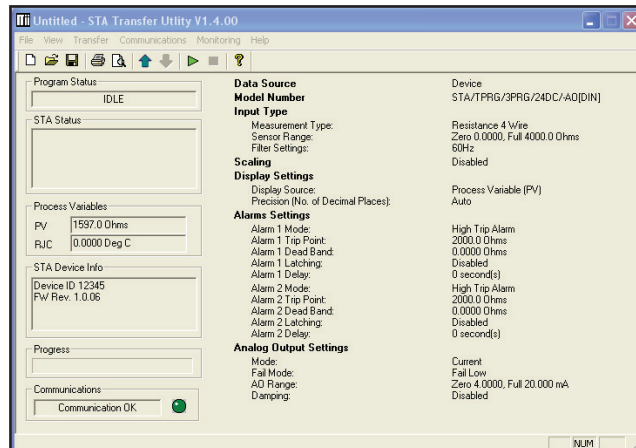 Untitled - STA Transfer Utlity V1.4.00
File View Transfer Communications Monitoring Help
Program Status
IDLE
STA Status
Process Variables
PV 1597.0 Ohms
RJC 0.0000 Deg C
STA Device Info
Device ID 12345
FW Rev. 1.0.06
Progress
Communications
Communication OK
Data Source Device
Model Number STA/TPRG/3PRG/24DC/-AO[DIN]
Input Type
Measurement Type: Resistance 4 Wire
Sensor Range: Zero 0.0000, Full 4000.0 Ohms
Filter Settings: 60Hz
Scaling Disabled
Display Settings
Display Source: Process Variable (PV)
Precision (No. of Decimal Places): Auto
Alarms Settings
Alarm 1 Mode: High Trip Alarm
Alarm 1 Trip Point: 2000.0 Ohms
Alarm 1 Dead Band: 0.0000 Ohms
Alarm 1 Latching: Disabled
Alarm 1 Delay: 0 second(s)
Alarm 2 Mode: High Trip Alarm
Alarm 2 Trip Point: 2000.0 Ohms
Alarm 2 Dead Band: 0.0000 Ohms
Alarm 2 Latching: Disabled
Alarm 2 Delay: 0 second(s)
Analog Output Settings
Mode: Current
Fail Mode: Fail Low
AO Range: Zero 4.0000, Full 20.000 mA
Damping: Disabled
NUM